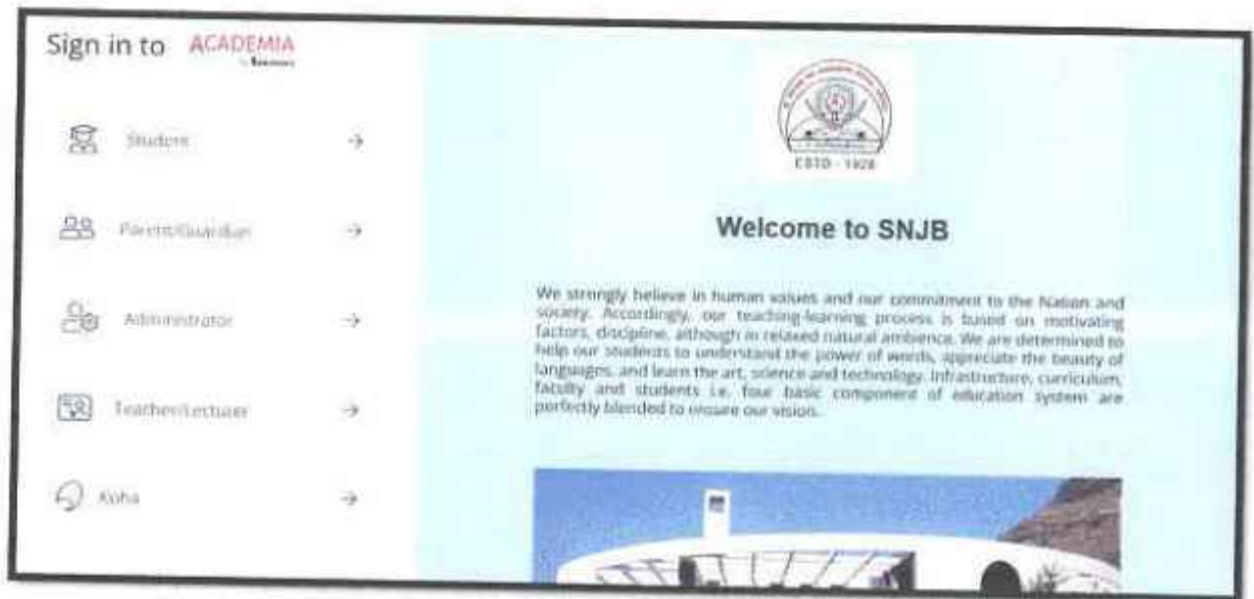 Sign in to ACADEMIA
Student
Parent/Guardian
Administrator
Teacher/Lecturer
Koha
ESTD - 1928
Welcome to SNJB
We strongly believe in human values and our commitment to the Nation and
society. Accordingly, our teaching-learning process is based on motivating
factors, discipline, although in relaxed natural ambience. We are determined to
help our students to understand the power of words, appreciate the beauty of
languages, and learn the art, science and technology. Infrastructure, curriculum,
faculty and students i.e. four basic component of education system are
perfectly blended to ensure our vision.